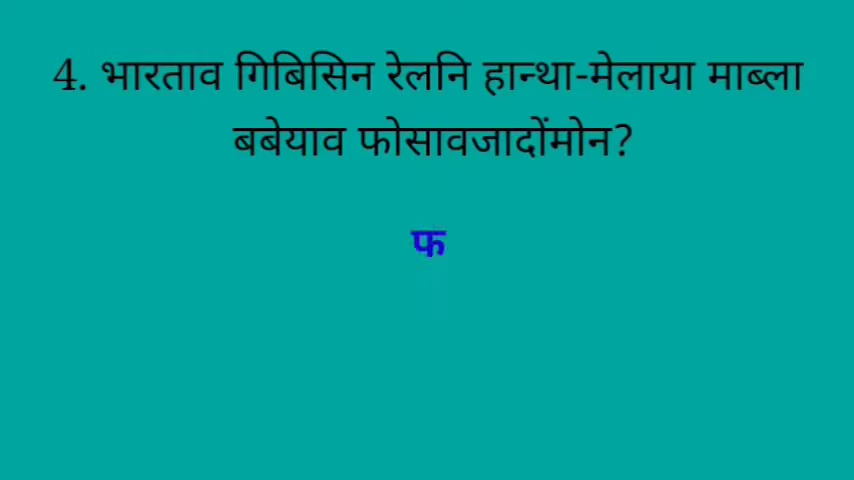 4. भारताव गिबिसिन रेलनि हान्था-मेलाया माब्ला
बबेयाव फोसावजादोंमोन?
फ